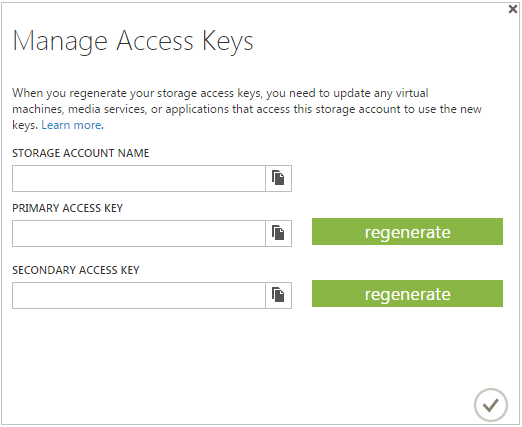 Manage Access Keys
When you regenerate your storage access keys, you need to update any virtual
machines, media services, or applications that access this storage account to use the new
keys. Learn more.
STORAGE ACCOUNT NAME
PRIMARY ACCESS KEY
regenerate
SECONDARY ACCESS KEY
regenerate